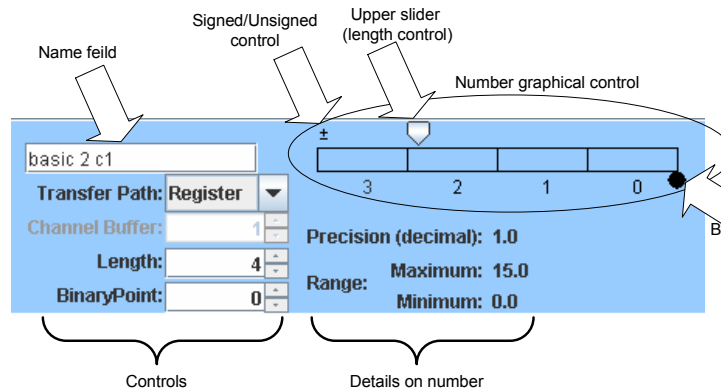 Signed/Unsigned
control
Upper slider
(length control)
Name feild
Number graphical control
±
basic 2 c1
3 2 1 0
Transfer Path: Register
B
Channel Buffer: 1
Precision (decimal): 1.0
Length: 4
Range: Maximum: 15.0
BinaryPoint: 0
Minimum: 0.0
Controls
Details on number